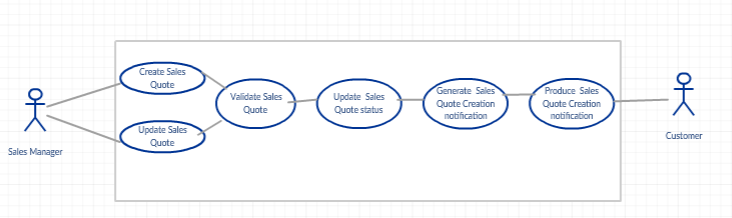 Create Sales
Quote
Validate Sales
Quote
Update Sales
Quote status
Generate Sales
Quote Creation
notification
Produce Sales
Quote Creation
notification
Update Sales
Quote
Sales Manager
Customer